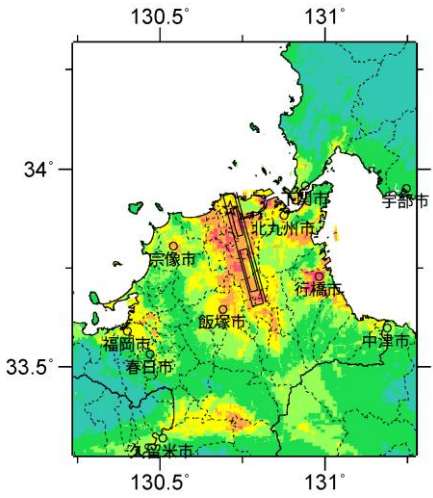 130.5 131
34
33.5
下関市
宇部市
北九州市
宗像市
行橋市
飯塚市
福岡市
中津市
春日市
久留米市
130.5 131